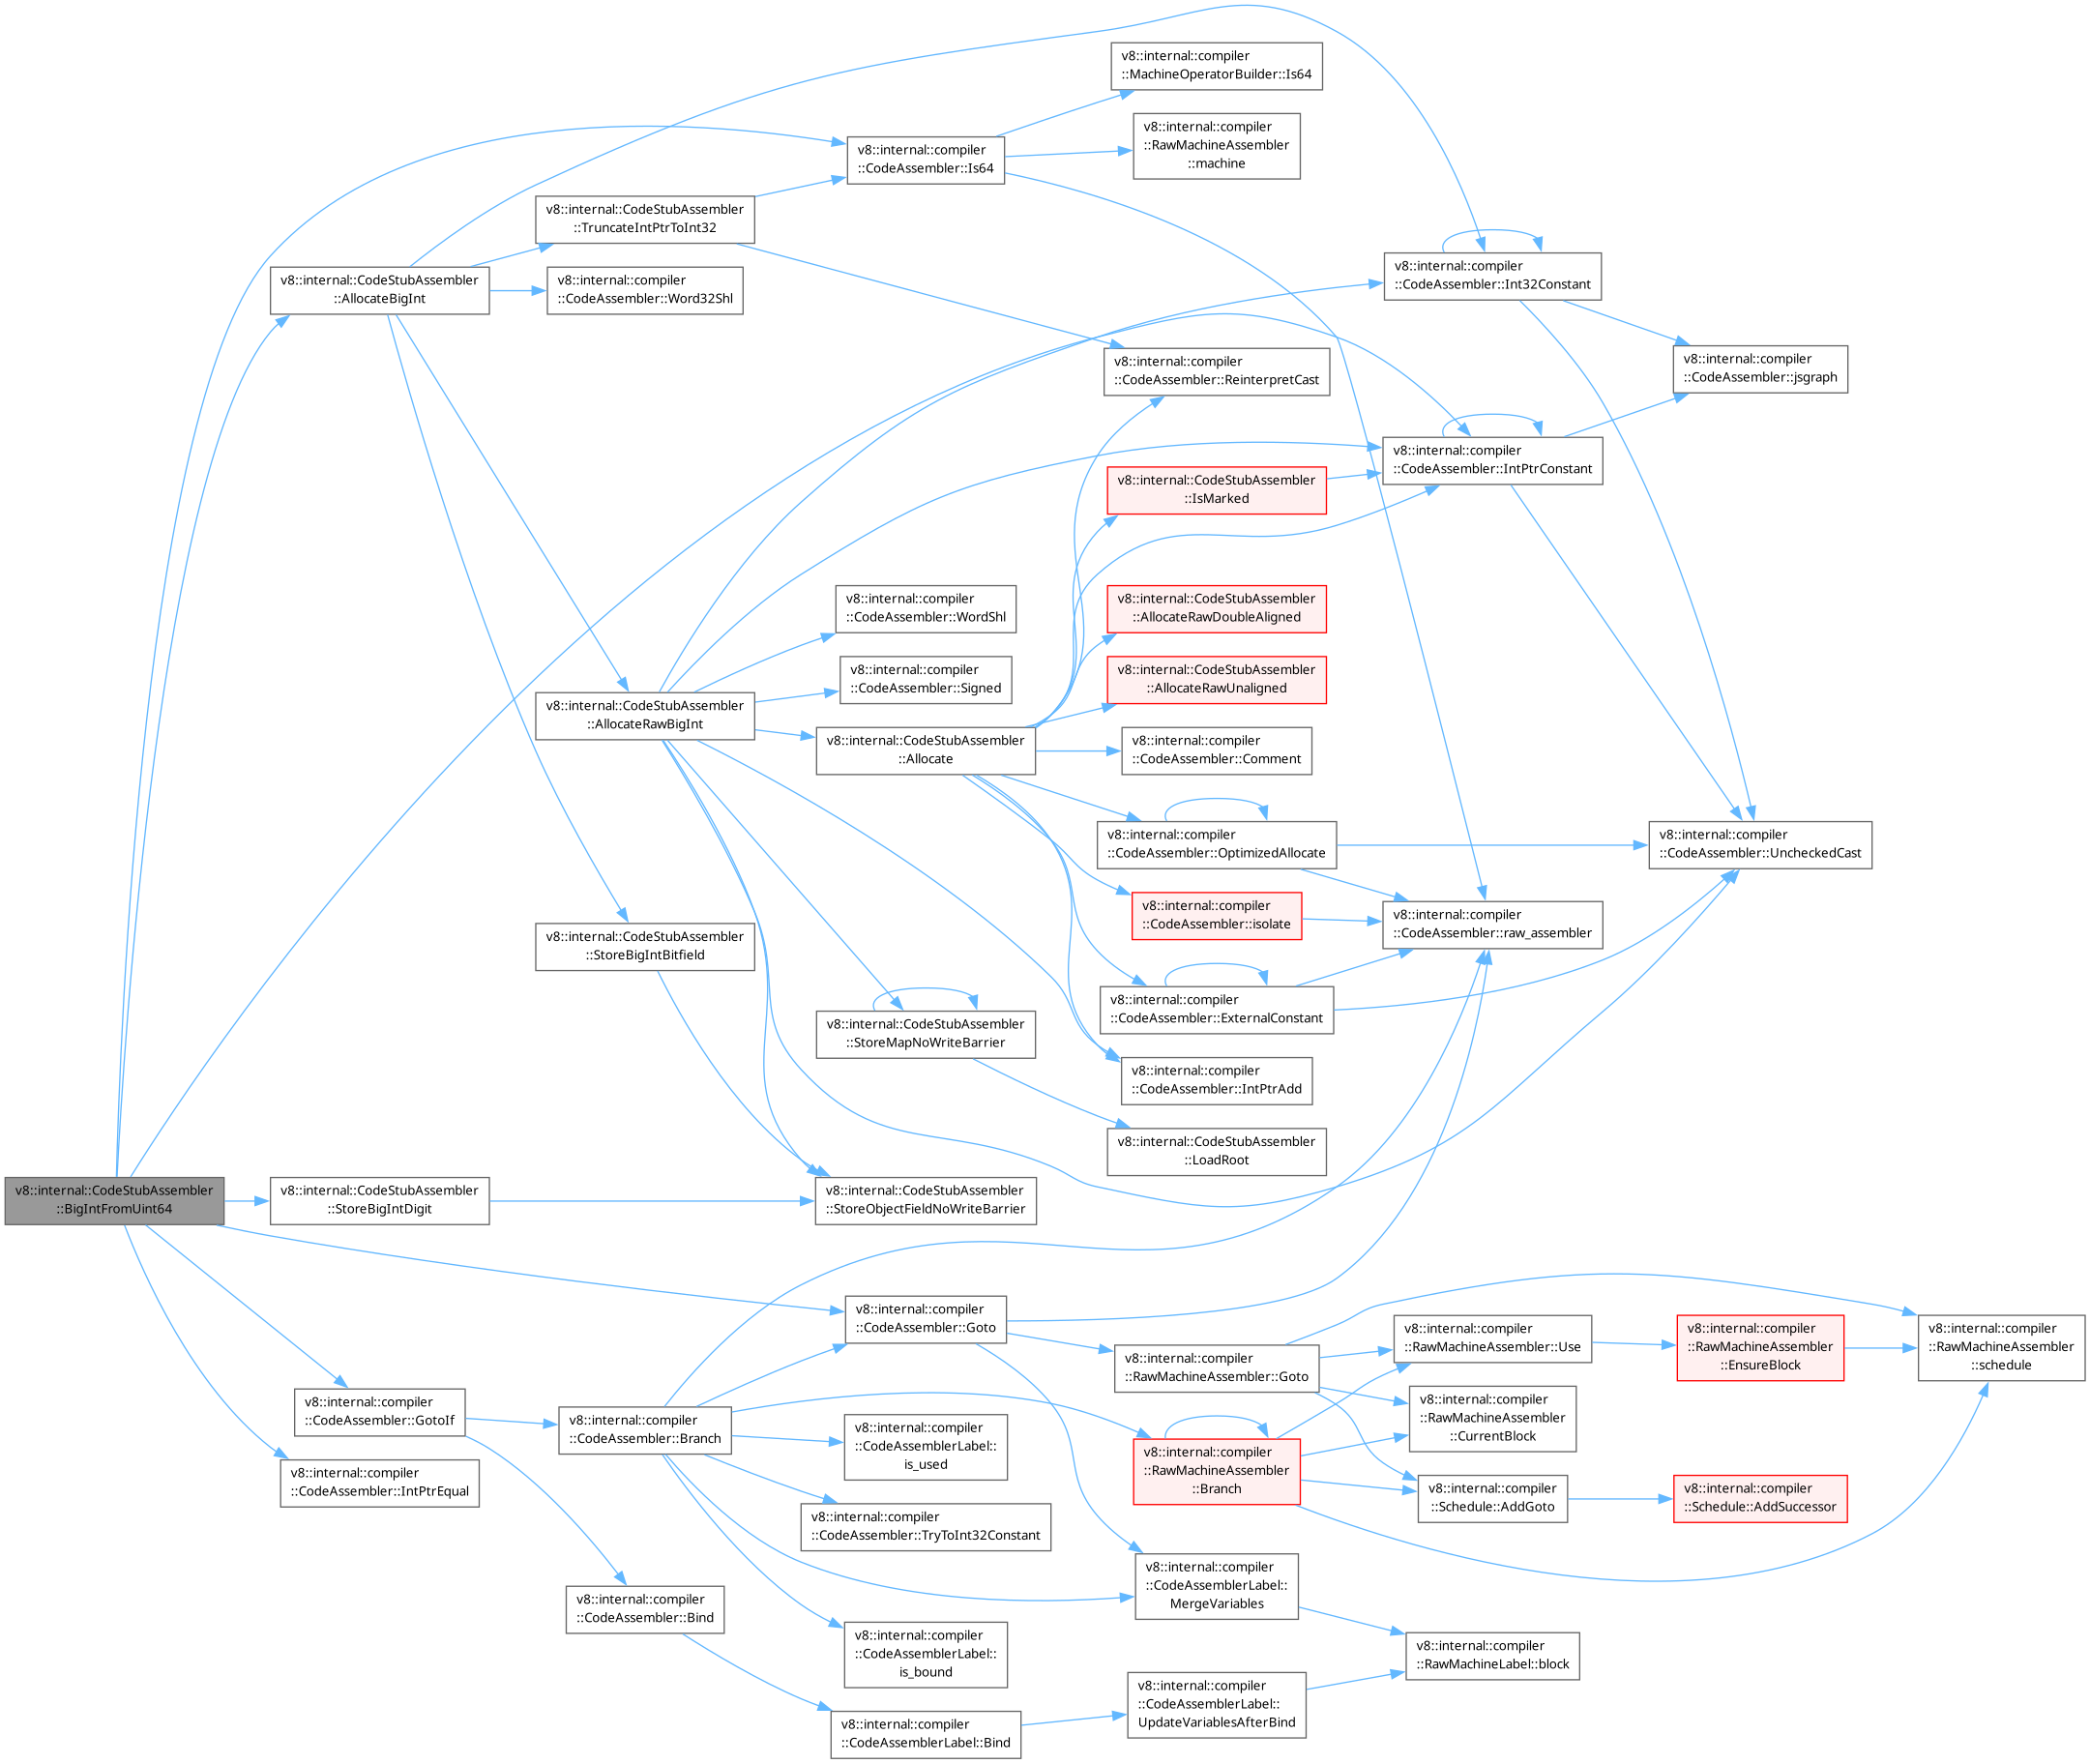 v8::internal::compiler
::MachineOperatorBuilder::Is64
v8::internal::compiler
::RawMachineAssembler
::machine
v8::internal::compiler
::CodeAssembler::Is64
v8::internal::CodeStubAssembler
::TruncateIntPtrToInt32
v8::internal::CodeStubAssembler
::AllocateBigInt
v8::internal::compiler
::CodeAssembler::Word32Shl
v8::internal::compiler
::CodeAssembler::Int32Constant
v8::internal::compiler
::CodeAssembler::ReinterpretCast
v8::internal::compiler
::CodeAssembler::jsgraph
v8::internal::compiler
::CodeAssembler::IntPtrConstant
v8::internal::CodeStubAssembler
::IsMarked
v8::internal::compiler
::CodeAssembler::WordShl
v8::internal::CodeStubAssembler
::AllocateRawDoubleAligned
v8::internal::compiler
::CodeAssembler::Signed
v8::internal::CodeStubAssembler
::AllocateRawUnaligned
v8::internal::CodeStubAssembler
::AllocateRawBigInt
v8::internal::CodeStubAssembler
::Allocate
v8::internal::compiler
::CodeAssembler::Comment
v8::internal::compiler
::CodeAssembler::OptimizedAllocate
v8::internal::compiler
::CodeAssembler::UncheckedCast
v8::internal::compiler
::CodeAssembler::isolate
v8::internal::compiler
::CodeAssembler::raw_assembler
v8::internal::CodeStubAssembler
::StoreBigIntBitfield
v8::internal::compiler
::CodeAssembler::ExternalConstant
v8::internal::CodeStubAssembler
::StoreMapNoWriteBarrier
v8::internal::compiler
::CodeAssembler::IntPtrAdd
v8::internal::CodeStubAssembler
::LoadRoot
v8::internal::CodeStubAssembler
::BigIntFromUint64
v8::internal::CodeStubAssembler
::StoreBigIntDigit
v8::internal::CodeStubAssembler
::StoreObjectFieldNoWriteBarrier
v8::internal::compiler
::CodeAssembler::Goto
v8::internal::compiler
::RawMachineAssembler::Goto
v8::internal::compiler
::RawMachineAssembler::Use
v8::internal::compiler
::RawMachineAssembler
::EnsureBlock
v8::internal::compiler
::RawMachineAssembler
::schedule
v8::internal::compiler
::CodeAssembler::GotoIf
v8::internal::compiler
::CodeAssembler::Branch
v8::internal::compiler
::CodeAssemblerLabel::
is_used
v8::internal::compiler
::RawMachineAssembler
::CurrentBlock
v8::internal::compiler
::RawMachineAssembler
::Branch
v8::internal::compiler
::CodeAssembler::IntPtrEqual
v8::internal::compiler
::Schedule::AddGoto
v8::internal::compiler
::Schedule::AddSuccessor
v8::internal::compiler
::CodeAssembler::TryToInt32Constant
v8::internal::compiler
::CodeAssemblerLabel::
MergeVariables
v8::internal::compiler
::CodeAssembler::Bind
v8::internal::compiler
::CodeAssemblerLabel::
is_bound
v8::internal::compiler
::RawMachineLabel::block
v8::internal::compiler
::CodeAssemblerLabel::
UpdateVariablesAfterBind
v8::internal::compiler
::CodeAssemblerLabel::Bind